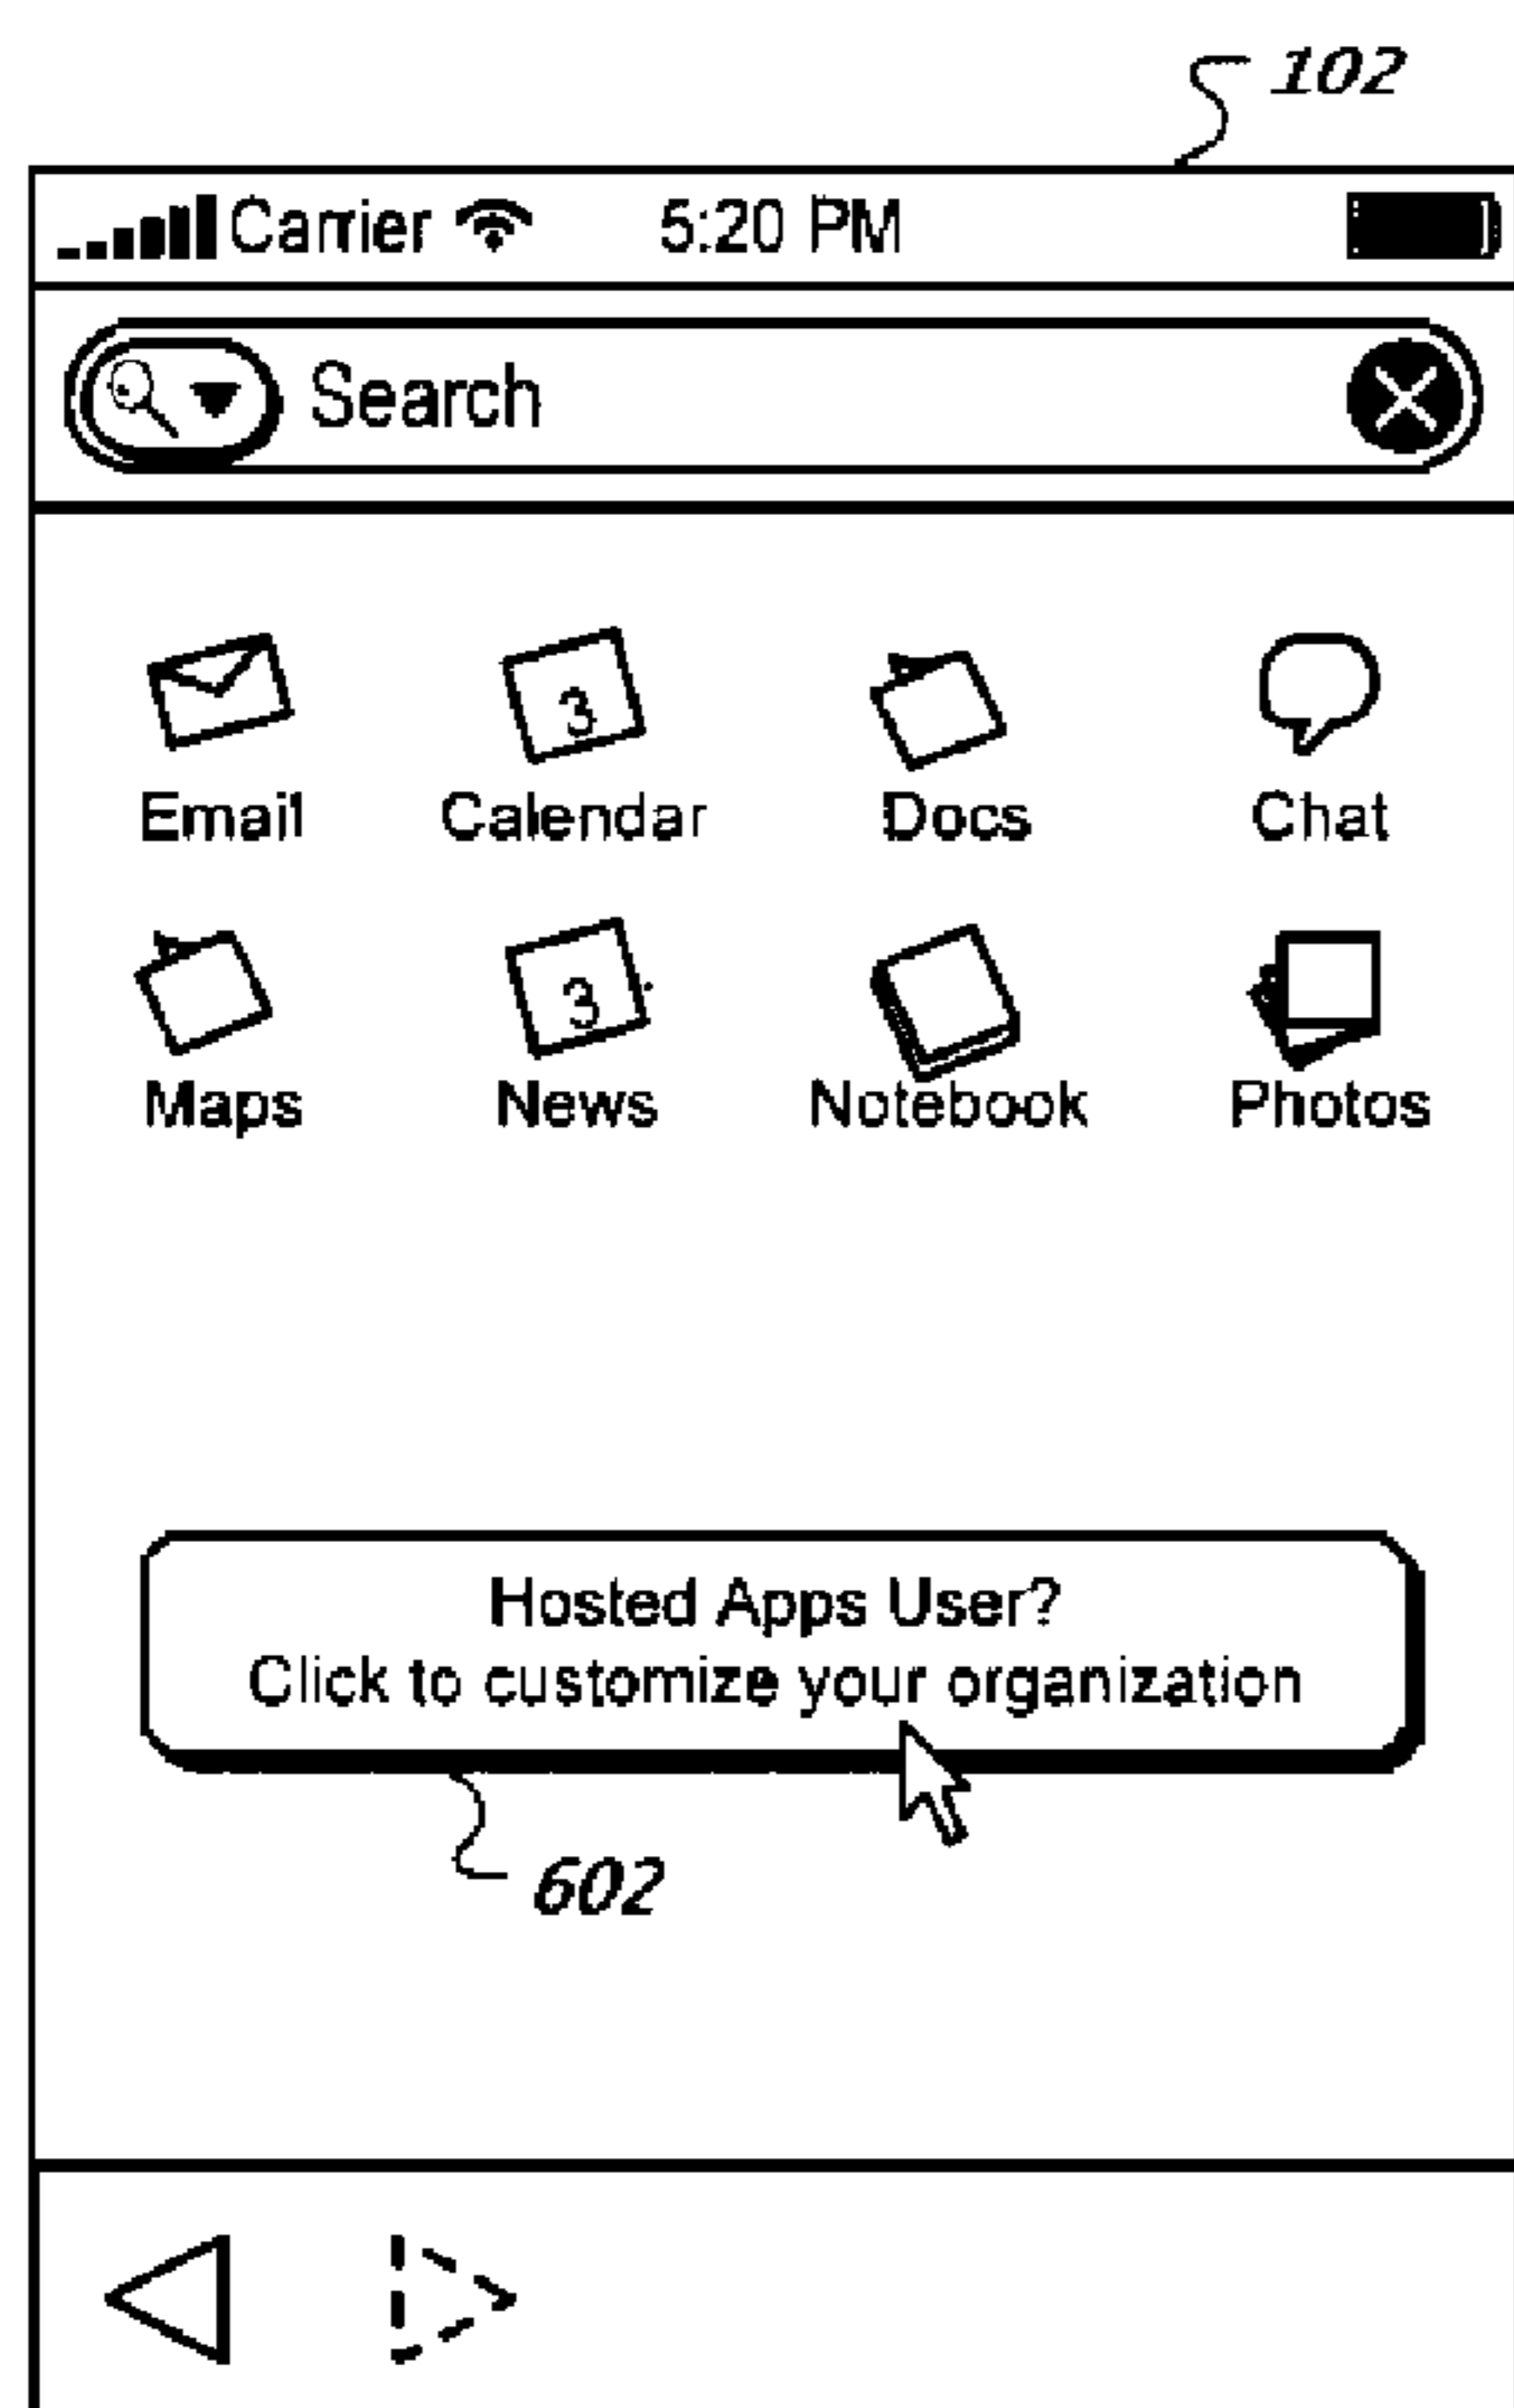 102
Carrier 5:20 PM
Search
3
Email Calendar Docs Chat
3
Maps News Notebook Photos
Hosted Apps User?
Click to customize your organization
602